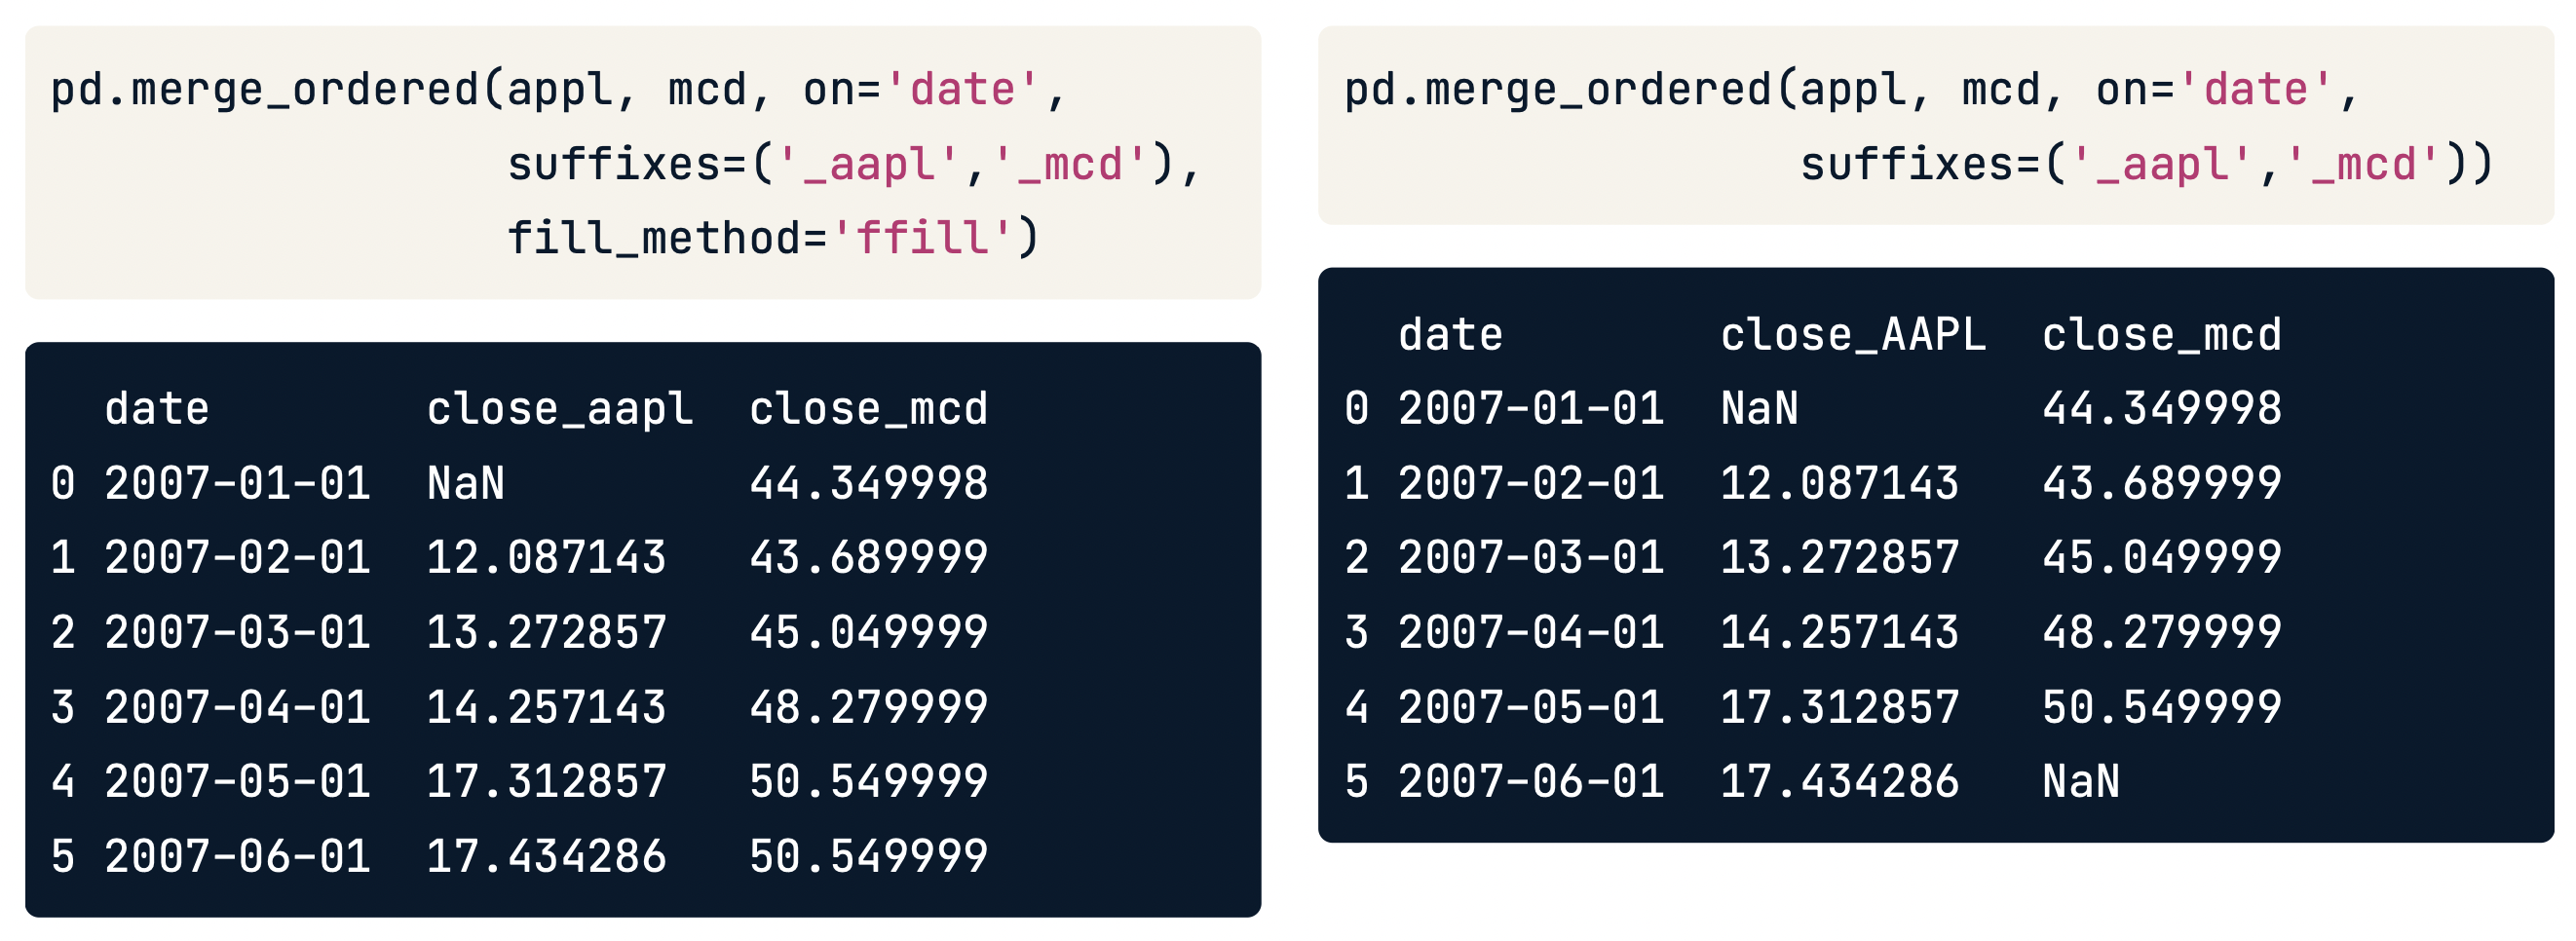 pd.merge_ordered(appl, mcd, on='date',
suffixes=('_aapl','_mcd'),
fill_method='ffill')
date close_aapl close_mcd
0 2007-01-01 NaN 44.349998
1 2007-02-01 12.087143 43.689999
2 2007-03-01 13.272857 45.049999
3 2007-04-01 14.257143 48.279999
4 2007-05-01 17.312857 50.549999
5 2007-06-01 17.434286 50.549999
pd.merge_ordered(appl, mcd, on='date',
suffixes=('_aapl','_mcd'))
date close_AAPL close_mcd
0 2007-01-01 NaN 44.349998
1 2007-02-01 12.087143 43.689999
2 2007-03-01 13.272857 45.049999
3 2007-04-01 14.257143 48.279999
4 2007-05-01 17.312857 50.549999
5 2007-06-01 17.434286 NaN